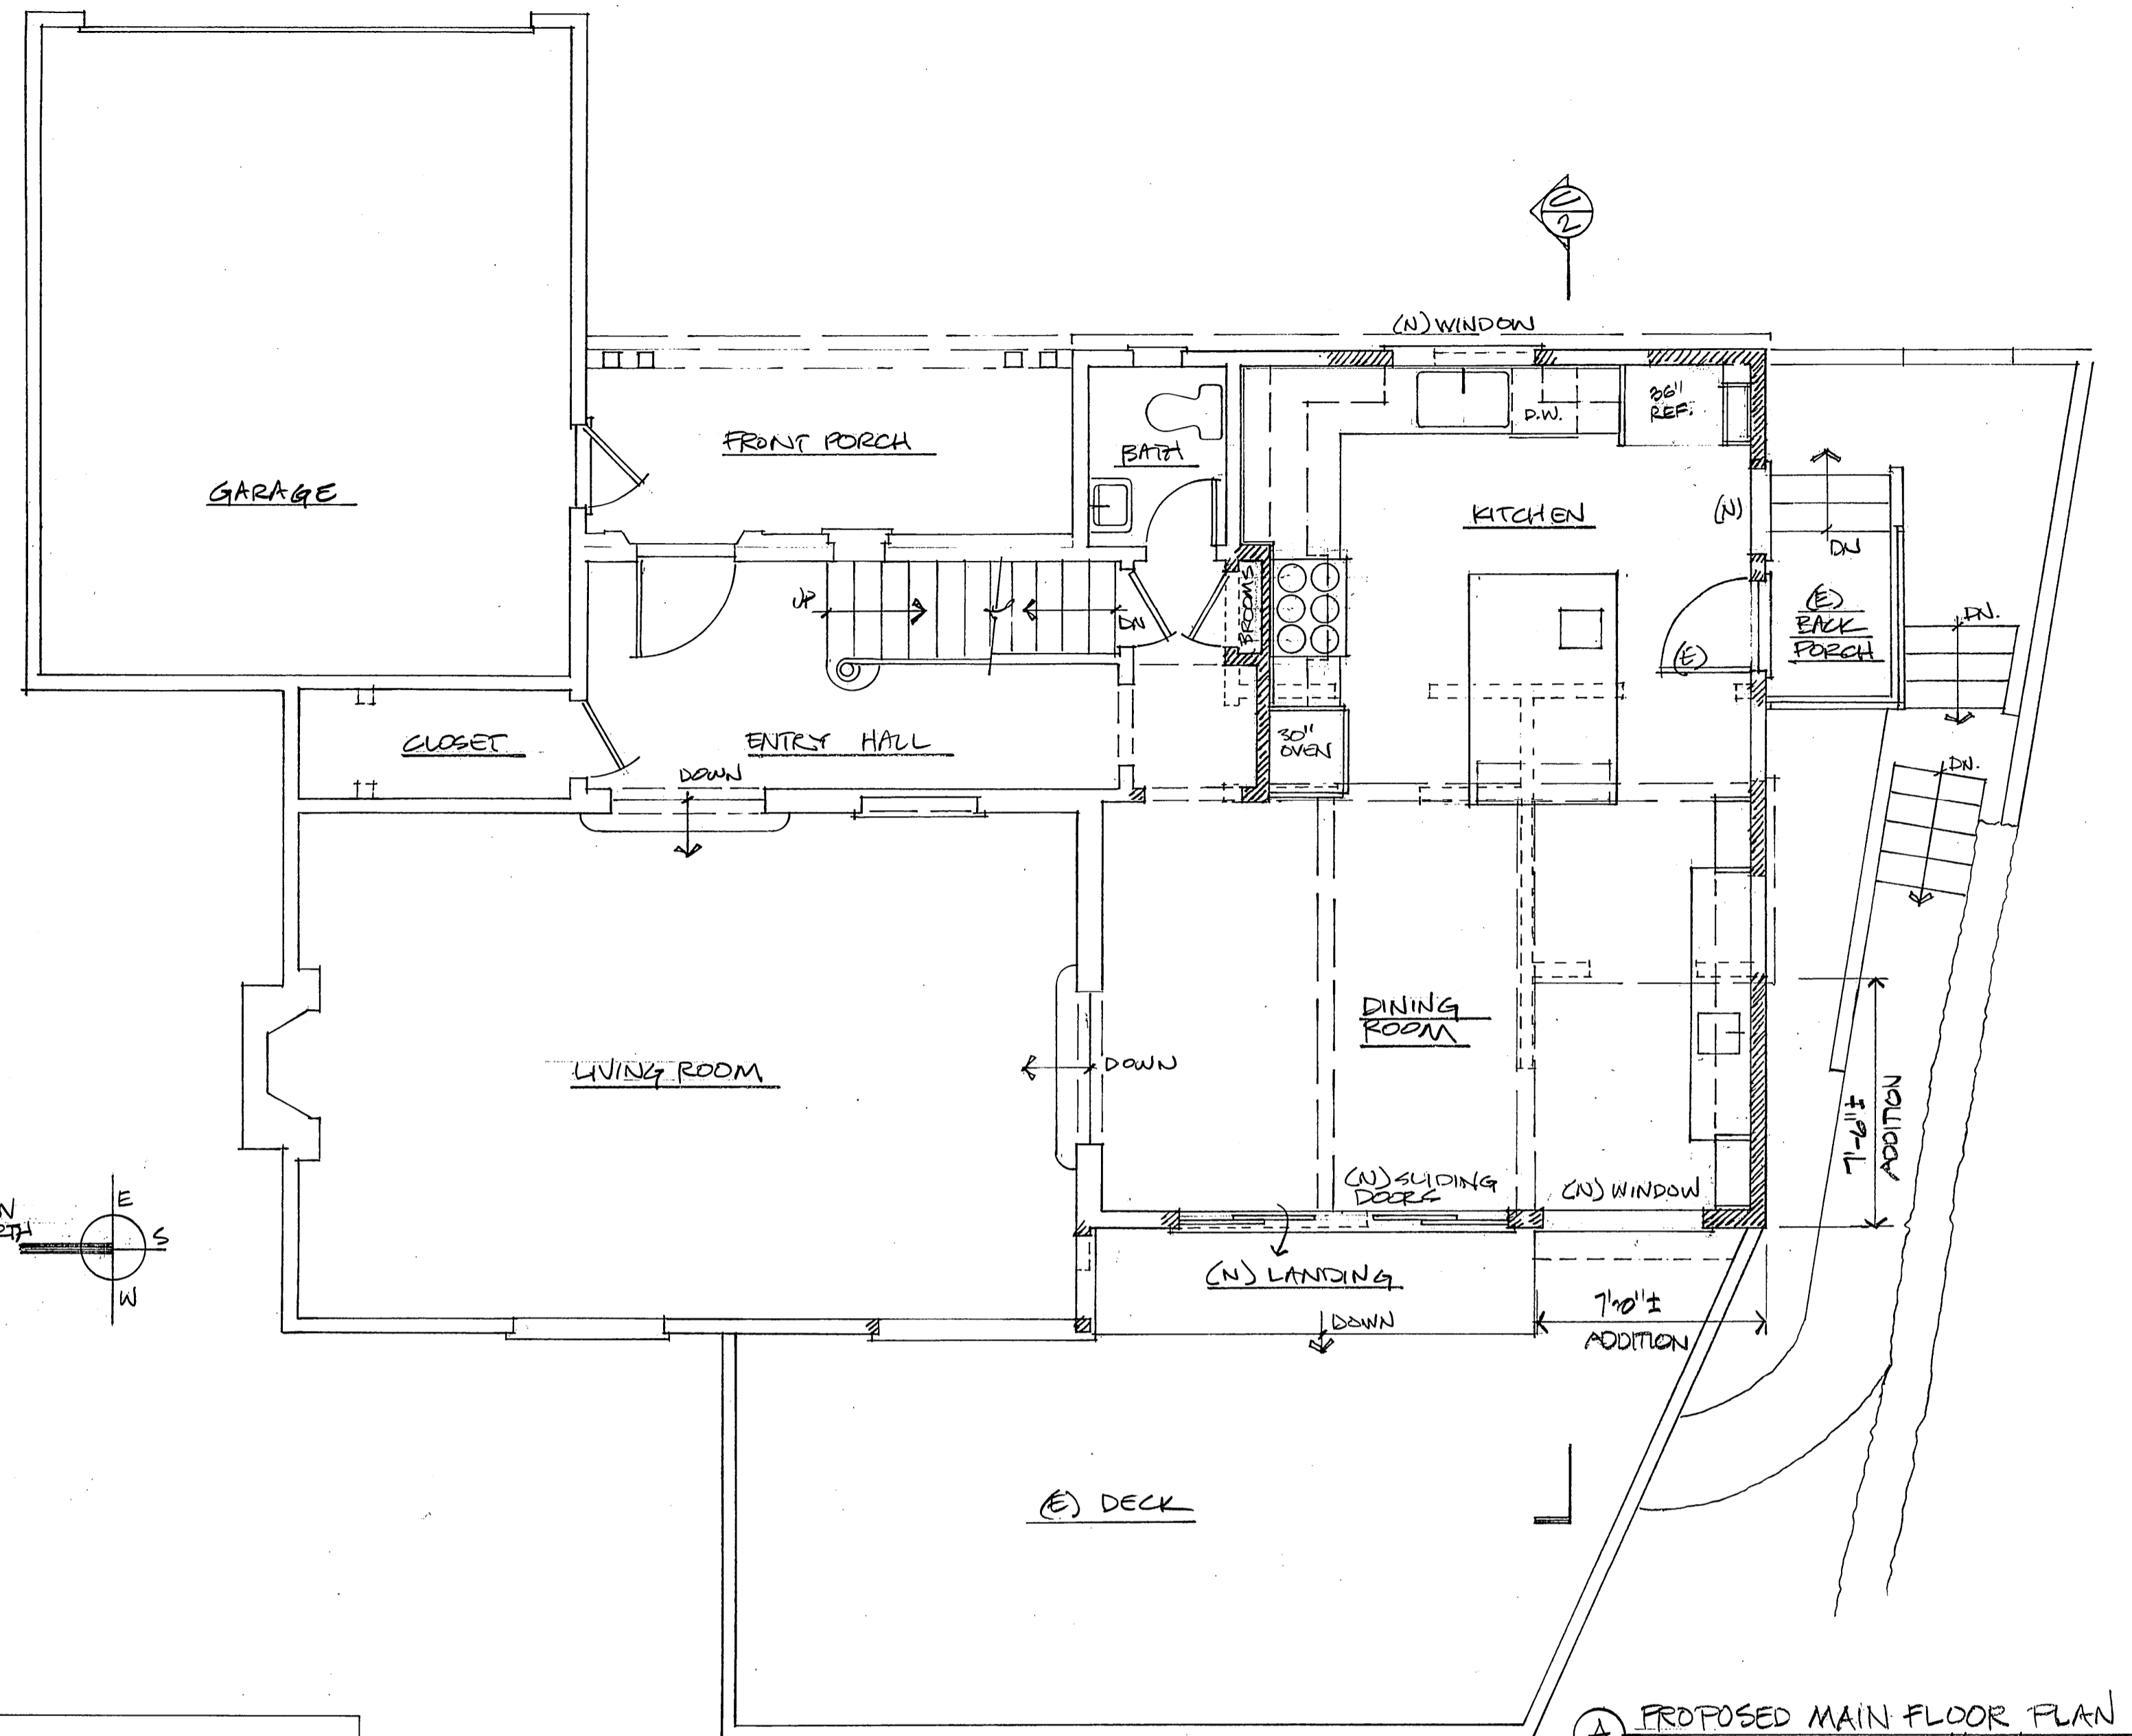 C
2
(N) WINDOW
36"
REF.
D.W.
FRONT PORCH
BATH
GARAGE
KITCHEN
(N)
DN
UP
DN
BROOMS
(E)
BACK
PORCH
DN.
(E)
CLOSET
ENTRY HALL
30"
OVEN
DOWN
DN.
DINING
ROOM
LIVING ROOM
DOWN
7'-6"±
ADDITION
(N) SLIDING
DOORS
(N) WINDOW
E
S
W
(N) LANDING
7'-0"±
DOWN
ADDITION
(E) DECK
A
PROPOSED MAIN FLOOR PLAN